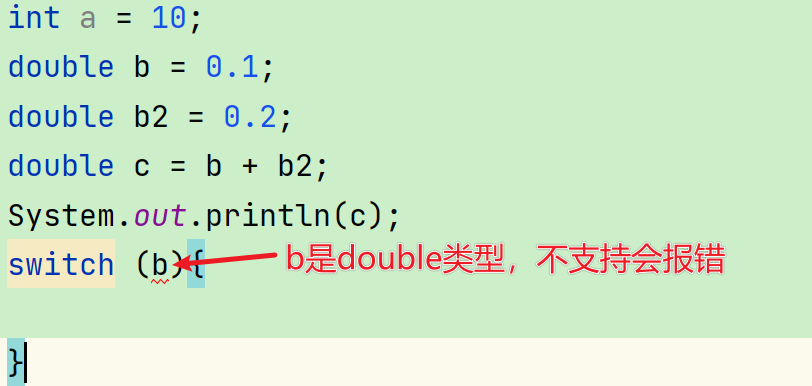 int a = 10;
double b = 0.1;
double b2 = 0.2;
double c = b + b2;
System.out.println(c);
switch (b){ b是double类型，不支持会报错
}